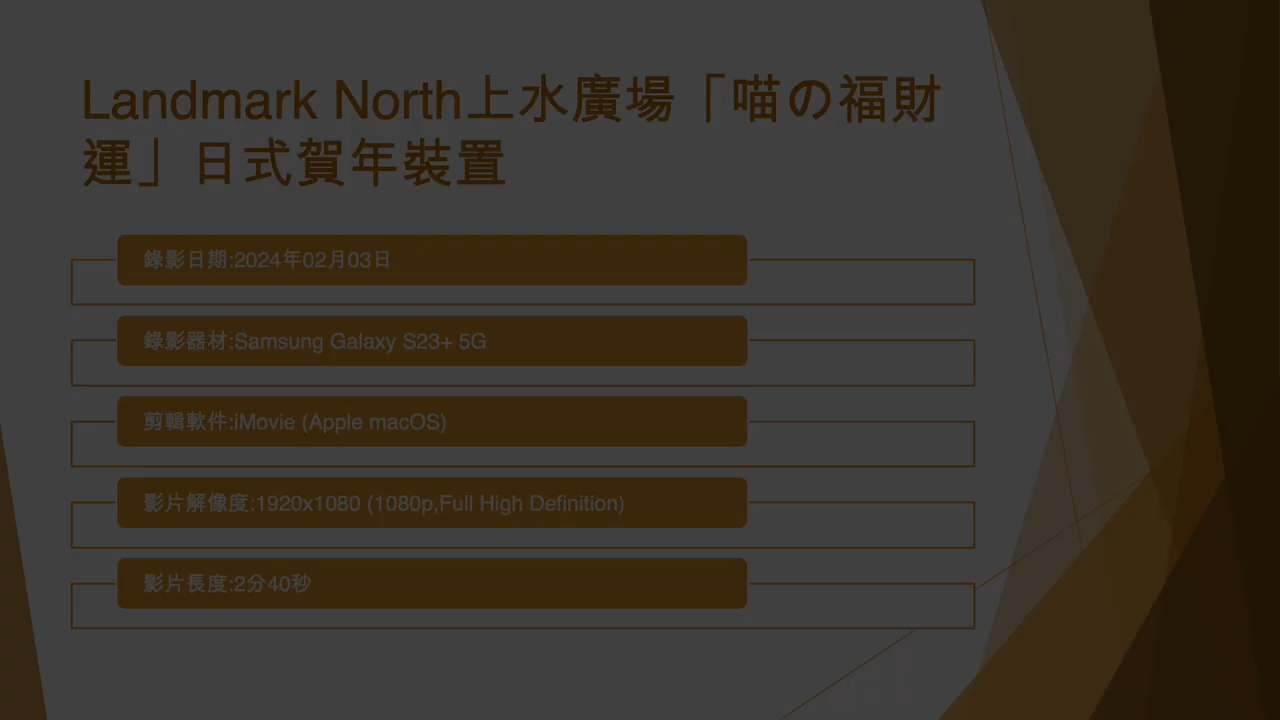 Landmark North上水廣場「喵の福財
運」日式賀年裝置
錄影日期:2024年02月03日
錄影器材:Samsung Galaxy S23+ 5G
剪輯軟件:iMovie (Apple macOS)
影片解像度:1920x1080 (1080p,Full High Definition)
影片長度:2分40秒